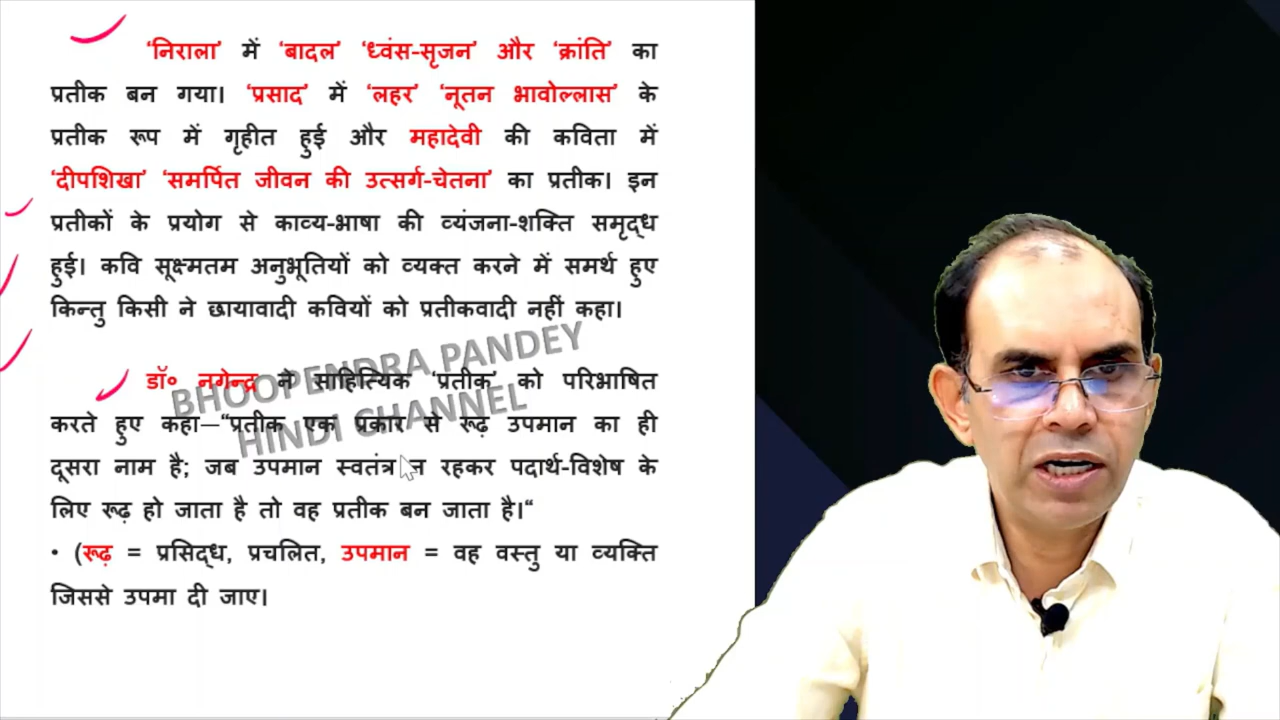 ‘निराला’ में ‘बादल’ ‘ध्वंस-सृजन’ और ‘क्रांति’ का
प्रतीक बन गया। ‘प्रसाद’ में ‘लहर’ ‘नूतन भावोल्लास’ के
प्रतीक रूप में गृहीत हुई और महादेवी की कविता में
‘दीपशिखा’ ‘समर्पित जीवन की उत्सर्ग-चेतना’ का प्रतीक। इन
प्रतीकों के प्रयोग से काव्य-भाषा की व्यंजना-शक्ति समृद्ध
हुई। कवि सूक्ष्मतम अनुभूतियों को व्यक्त करने में समर्थ हुए
किन्तु किसी ने छायावादी कवियों को प्रतीकवादी नहीं कहा।
डॉ० नगेन्द्र ने साहित्यिक ‘प्रतीक’ को परिभाषित
करते हुए कहा—“प्रतीक एक प्रकार से रूढ़ उपमान का ही
दूसरा नाम है; जब उपमान स्वतंत्र न रहकर पदार्थ-विशेष के
लिए रूढ़ हो जाता है तो वह प्रतीक बन जाता है।“
• (रूढ़ = प्रसिद्ध, प्रचलित, उपमान = वह वस्तु या व्यक्ति
जिससे उपमा दी जाए।
BHOOPENDRA PANDEY
HINDI CHANNEL